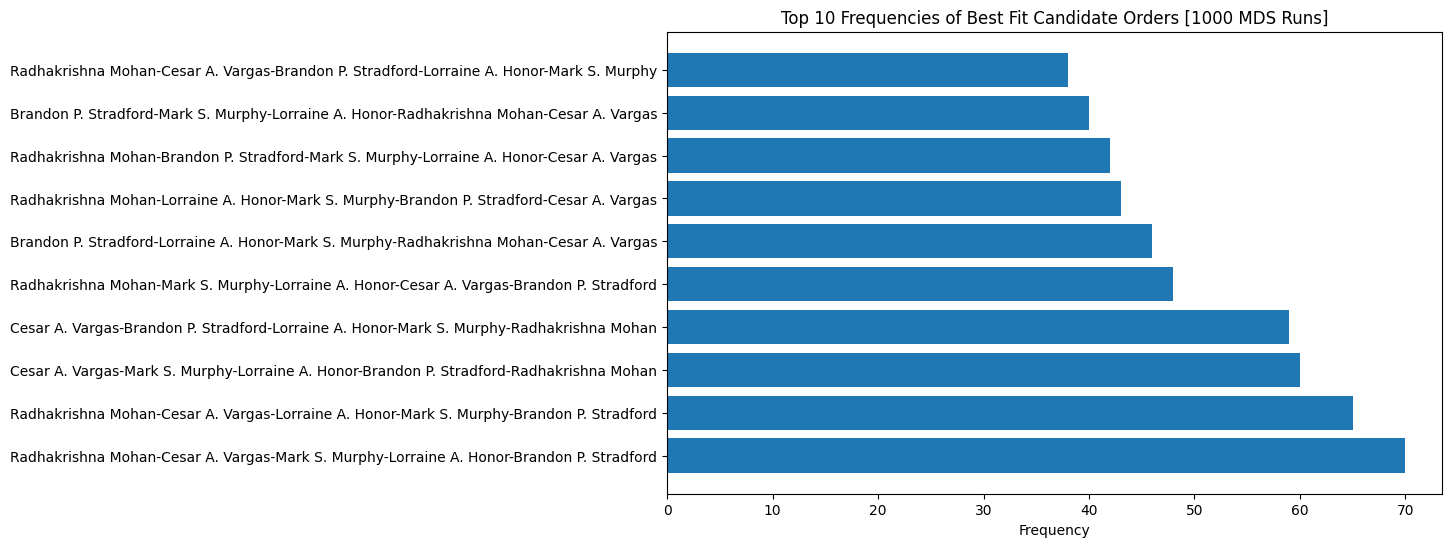 Top 10 Frequencies of Best Fit Candidate Orders [1000 MDS Runs]
Radhakrishna Mohan-Cesar A. Vargas-Brandon P. Stradford-Lorraine A. Honor-Mark S. Murphy
Brandon P. Stradford-Mark S. Murphy-Lorraine A. Honor-Radhakrishna Mohan-Cesar A. Vargas
Radhakrishna Mohan-Brandon P. Stradford-Mark S. Murphy-Lorraine A. Honor-Cesar A. Vargas
Radhakrishna Mohan-Lorraine A. Honor-Mark S. Murphy-Brandon P. Stradford-Cesar A. Vargas
Brandon P. Stradford-Lorraine A. Honor-Mark S. Murphy-Radhakrishna Mohan-Cesar A. Vargas
Radhakrishna Mohan-Mark S. Murphy-Lorraine A. Honor-Cesar A. Vargas-Brandon P. Stradford
Cesar A. Vargas-Brandon P. Stradford-Lorraine A. Honor-Mark S. Murphy-Radhakrishna Mohan
Cesar A. Vargas-Mark S. Murphy-Lorraine A. Honor-Brandon P. Stradford-Radhakrishna Mohan
Radhakrishna Mohan-Cesar A. Vargas-Lorraine A. Honor-Mark S. Murphy-Brandon P. Stradford
Radhakrishna Mohan-Cesar A. Vargas-Mark S. Murphy-Lorraine A. Honor-Brandon P. Stradford
0 10 20 30 40 50 60 70
Frequency